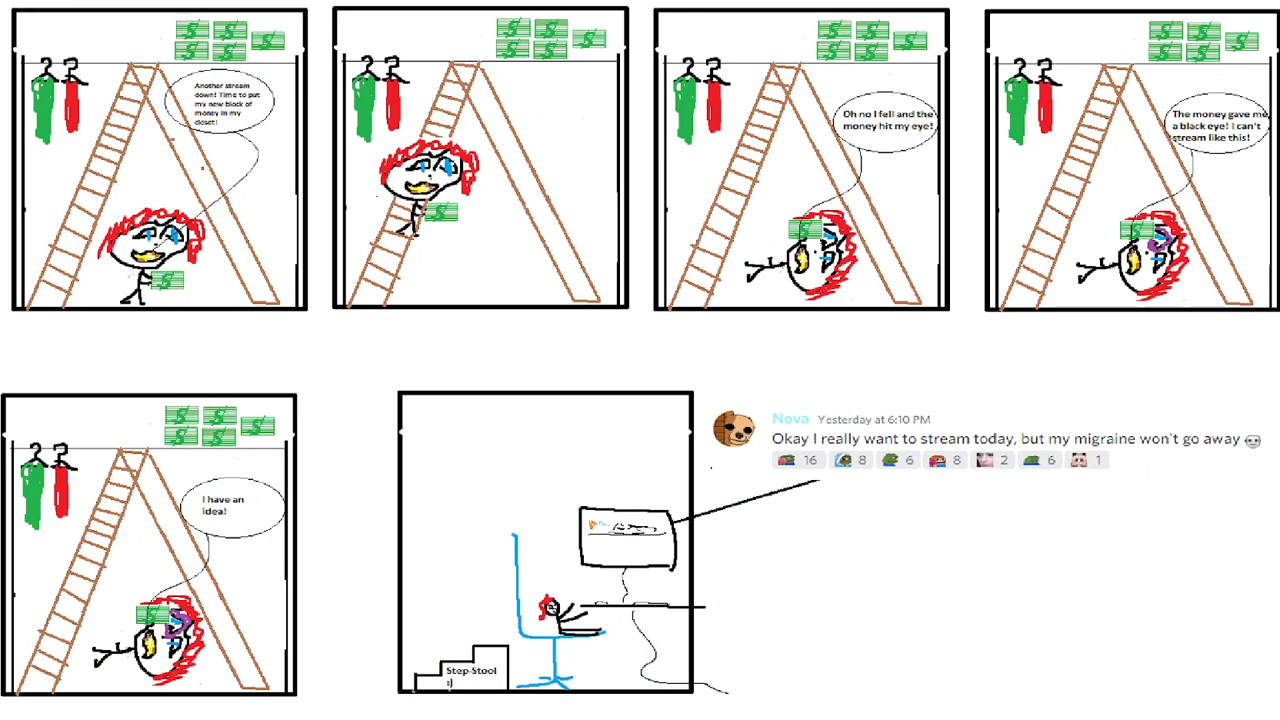 Another stream
down! Time to put
my new block of
money in my
closet!
Oh no I fell and the
money hit my eye!
The money gave me
a black eye! I can't
stream like this!
I have an
idea!
Nova Yesterday at 6:10 PM
Okay I really want to stream today, but my migraine won't go away
16 8 6 8 2 6 1
Step-Stool
:)